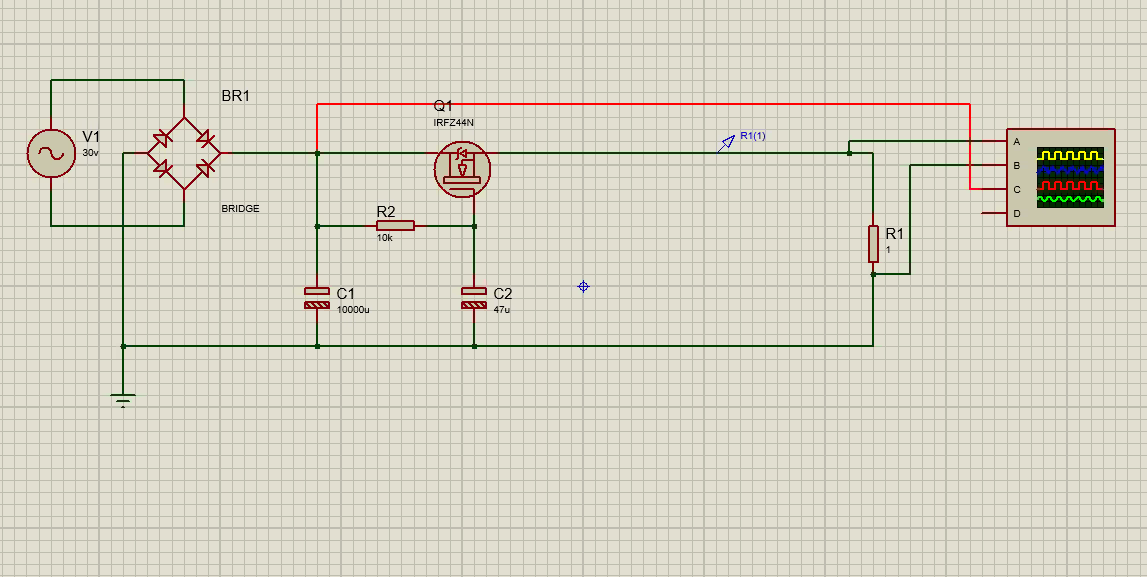 BR1
V1
30v
BRIDGE
Q1
IRFZ44N
R1(1)
R2
10k
C1
10000u
C2
47u
R1
1
A
B
C
D